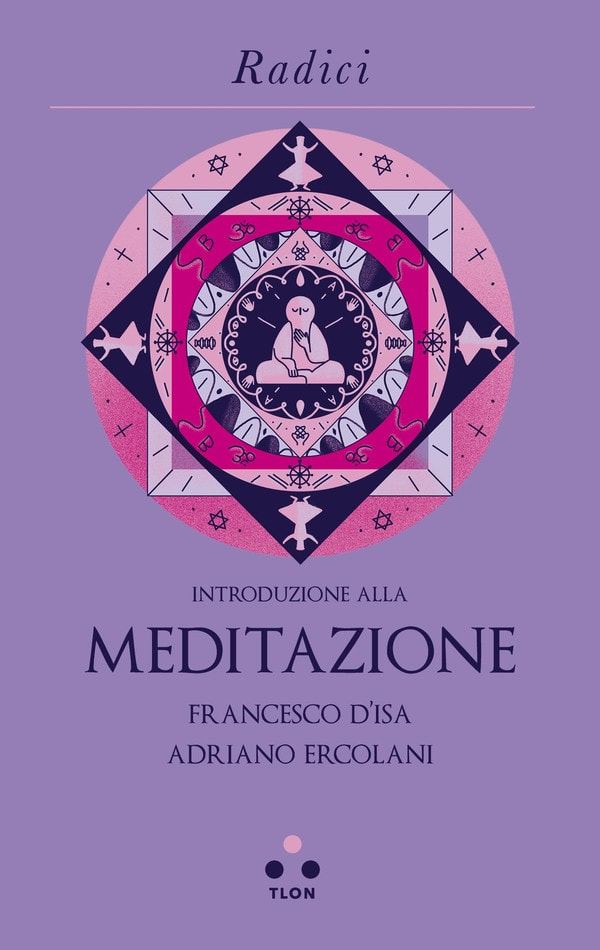 Radici
INTRODUZIONE ALLA
MEDITAZIONE
FRANCESCO D'ISA
ADRIANO ERCOLANI
TLON